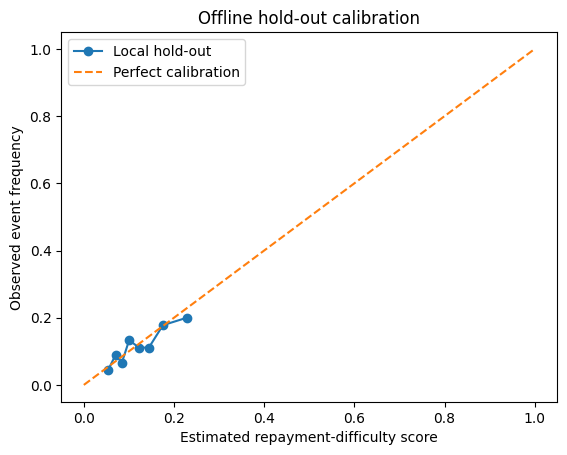 Offline hold-out calibration
Local hold-out
Perfect calibration
Observed event frequency
1.0
0.8
0.6
0.4
0.2
0.0
0.0 0.2 0.4 0.6 0.8 1.0
Estimated repayment-difficulty score